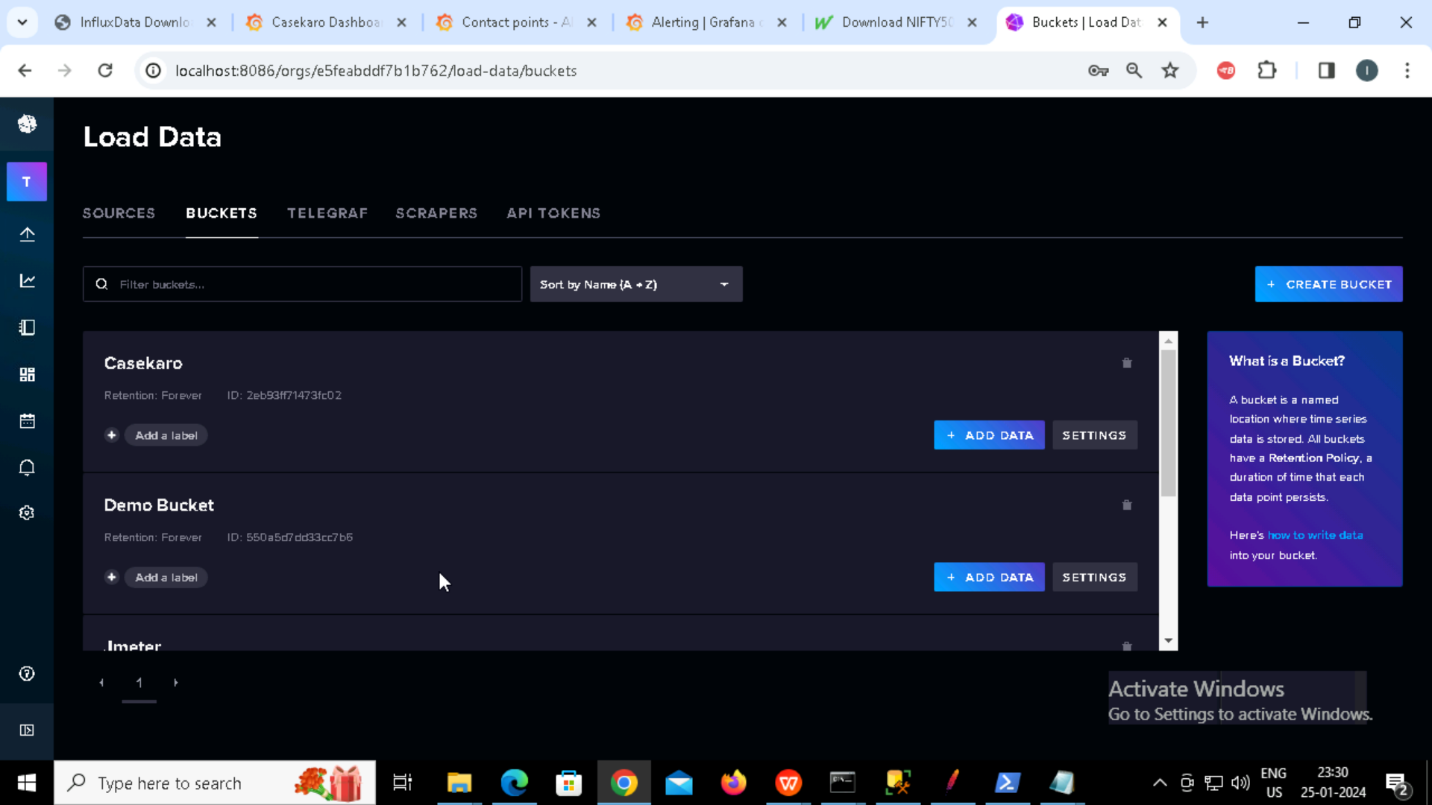 InfluxData Downlo
Casekaro Dashboa
Contact points - Al
Alerting | Grafana
Download NIFTY50
Buckets | Load Dat
localhost:8086/orgs/e5feabddf7b1b762/load-data/buckets
I
T
Load Data
SOURCES
BUCKETS
TELEGRAF
SCRAPERS
API TOKENS
Filter buckets...
Sort by Name (A → Z)
+ CREATE BUCKET
Casekaro
Retention: Forever
ID: 2eb93ff71473fc02
Add a label
+ ADD DATA
SETTINGS
Demo Bucket
Retention: Forever
ID: 550a5d7dd33cc7b6
Add a label
+ ADD DATA
SETTINGS
Jmeter
What is a Bucket?
A bucket is a named
location where time series
data is stored. All buckets
have a Retention Policy, a
duration of time that each
data point persists.
Here's how to write data
into your bucket.
1
Activate Windows
Go to Settings to activate Windows.
Type here to search
ENG
US
23:30
25-01-2024
2